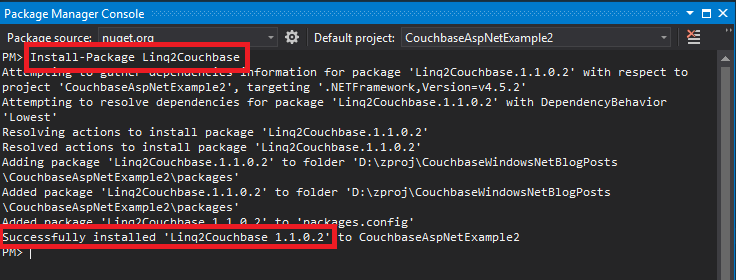 Package Manager Console
Package source: nuget.org Default project: CouchbaseAspNetExample2
PM> Install-Package Linq2Couchbase
Attempting to gather dependencies information for package 'Linq2Couchbase.1.1.0.2' with respect to
project 'CouchbaseAspNetExample2', targeting '.NETFramework,Version=v4.5.2'
Attempting to resolve dependencies for package 'Linq2Couchbase.1.1.0.2' with DependencyBehavior
'Lowest'
Resolving actions to install package 'Linq2Couchbase.1.1.0.2'
Resolved actions to install package 'Linq2Couchbase.1.1.0.2'
Adding package 'Linq2Couchbase.1.1.0.2' to folder 'D:\zproj\CouchbaseWindowsNetBlogPosts
\CouchbaseAspNetExample2\packages'
Added package 'Linq2Couchbase.1.1.0.2' to folder 'D:\zproj\CouchbaseWindowsNetBlogPosts
\CouchbaseAspNetExample2\packages'
Added package 'Linq2Couchbase.1.1.0.2' to 'packages.config'
Successfully installed 'Linq2Couchbase 1.1.0.2' to CouchbaseAspNetExample2
PM>